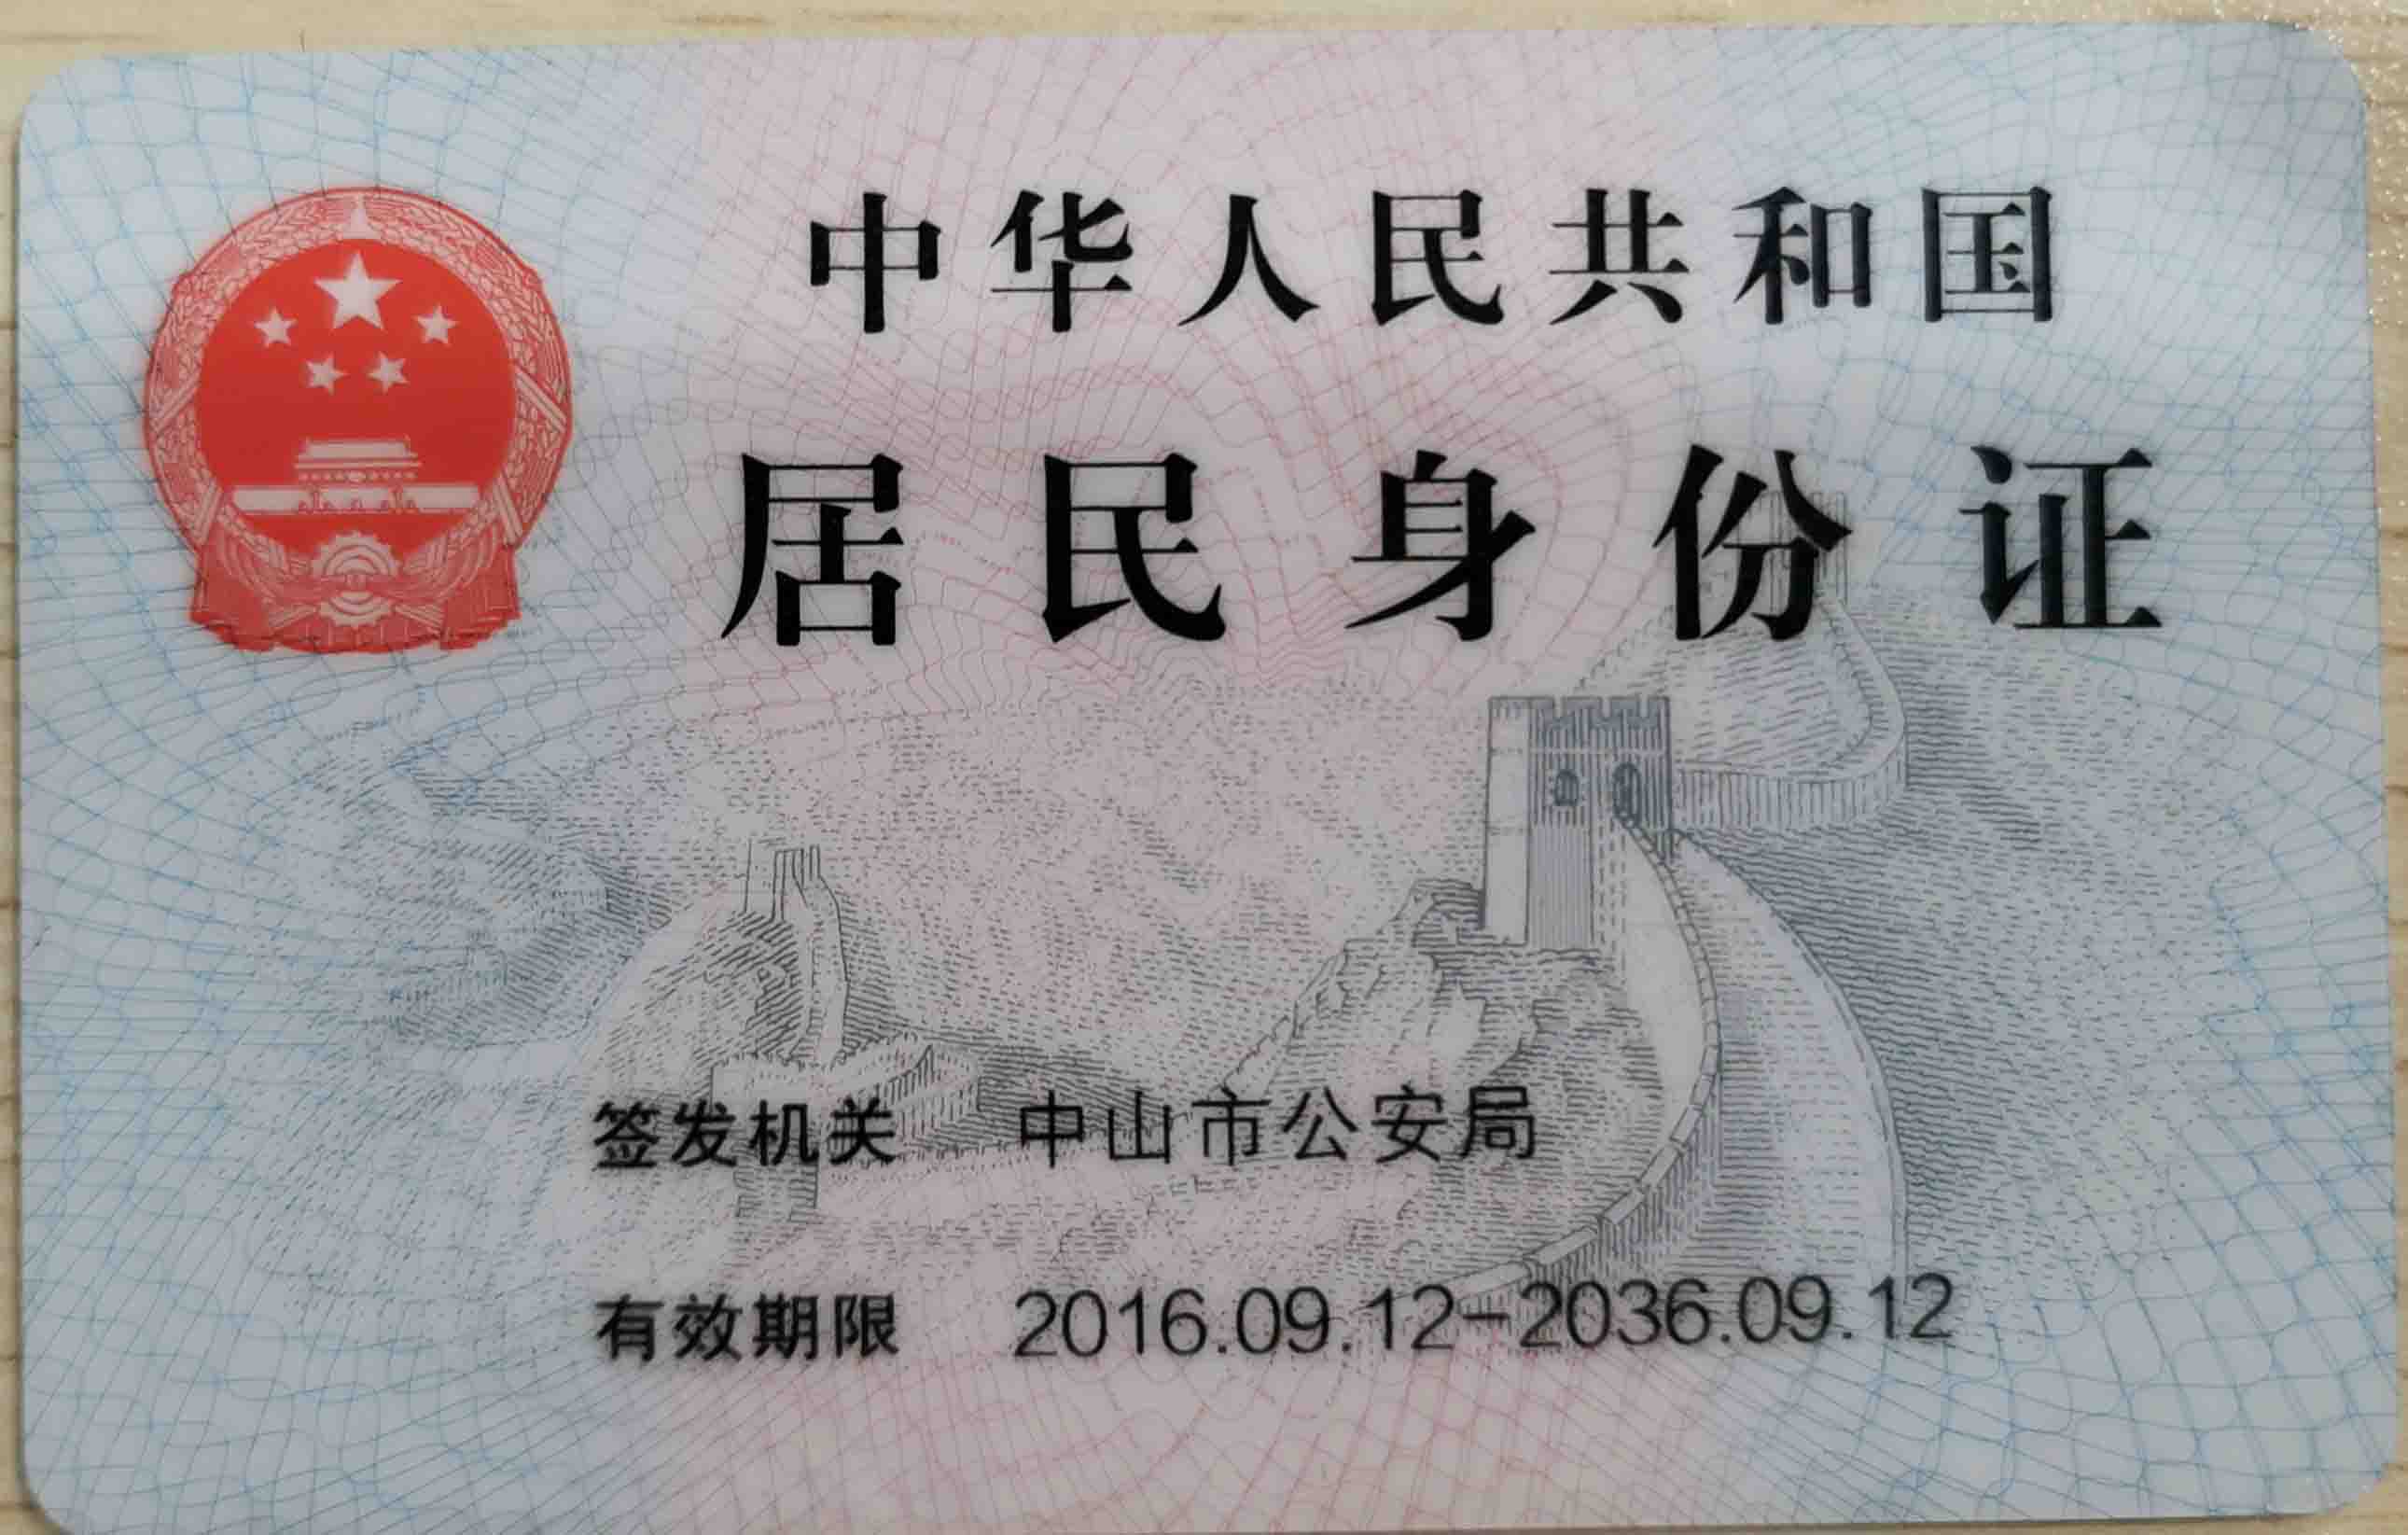 中华人民共和国
居民身份证
签发机关 中山市公安局
有效期限 2016.09.12-2036.09.12